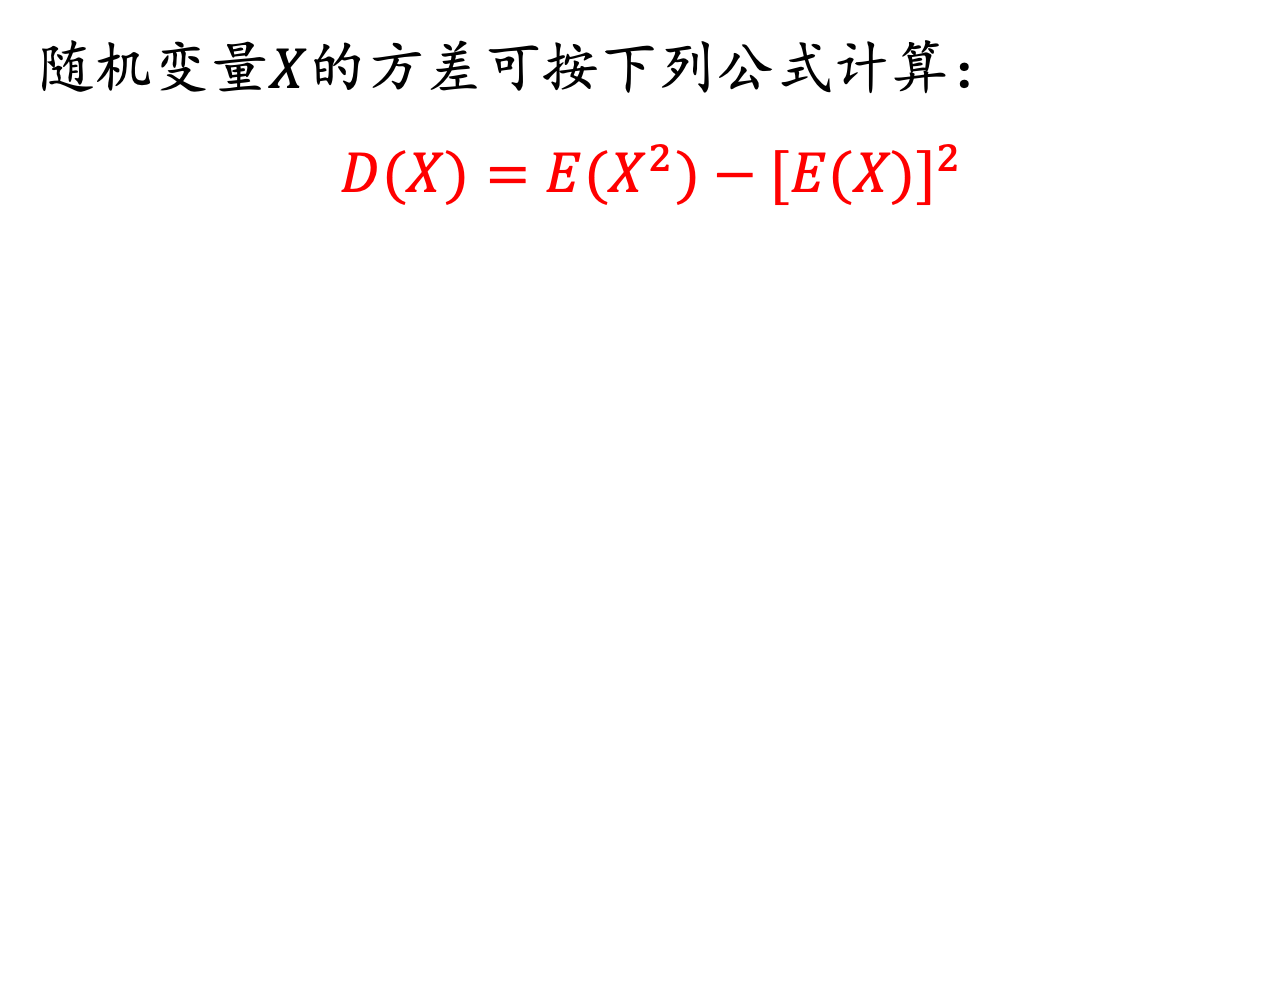 随机变量X的方差可按下列公式计算：
D(X) = E(X²) − [E(X)]²